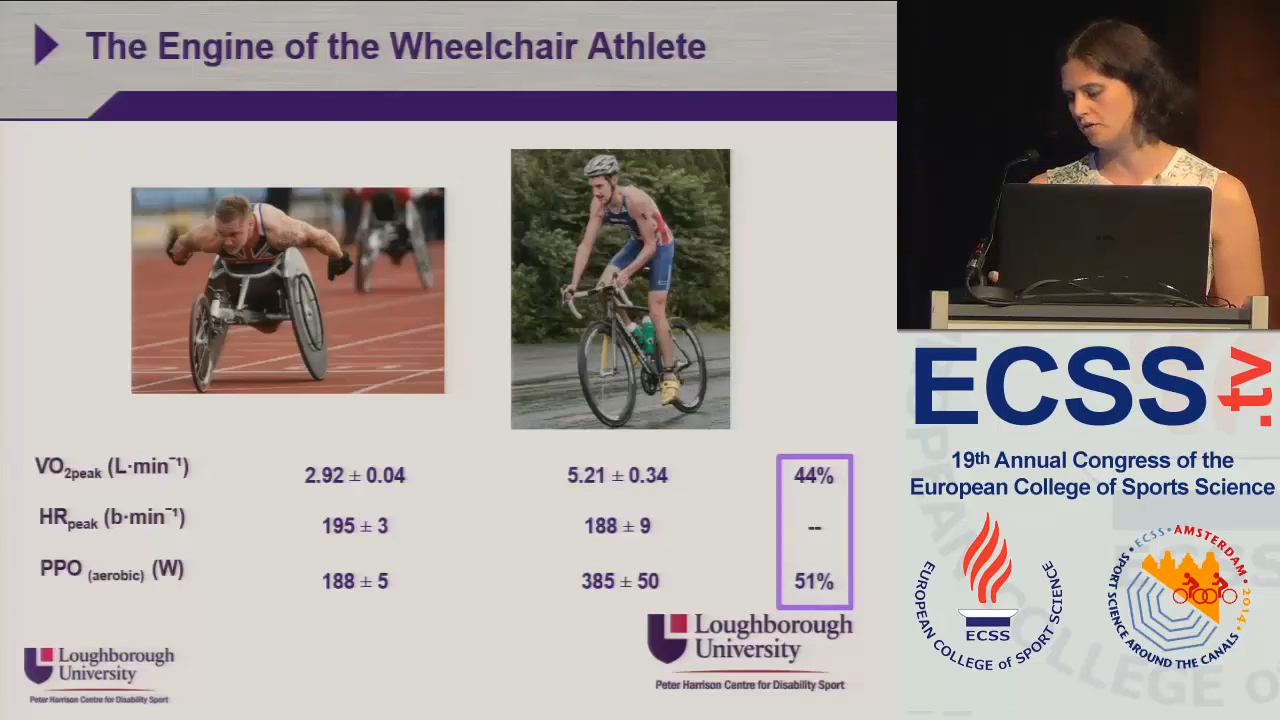 The Engine of the Wheelchair Athlete
VO2peak (L·min⁻¹) 2.92 ± 0.04 5.21 ± 0.34 44%
HRpeak (b·min⁻¹) 195 ± 3 188 ± 9 --
PPO (aerobic) (W) 188 ± 5 385 ± 50 51%
Loughborough
University
Peter Harrison Centre for Disability Sport
Loughborough
University
Peter Harrison Centre for Disability Sport
ECSS.tv
19th Annual Congress of the
European College of Sports Science
EUROPEAN COLLEGE of SPORT SCIENCE
ECSS
•ECSS•AMSTERDAM•2014•
SPORT SCIENCE AROUND THE CANALS